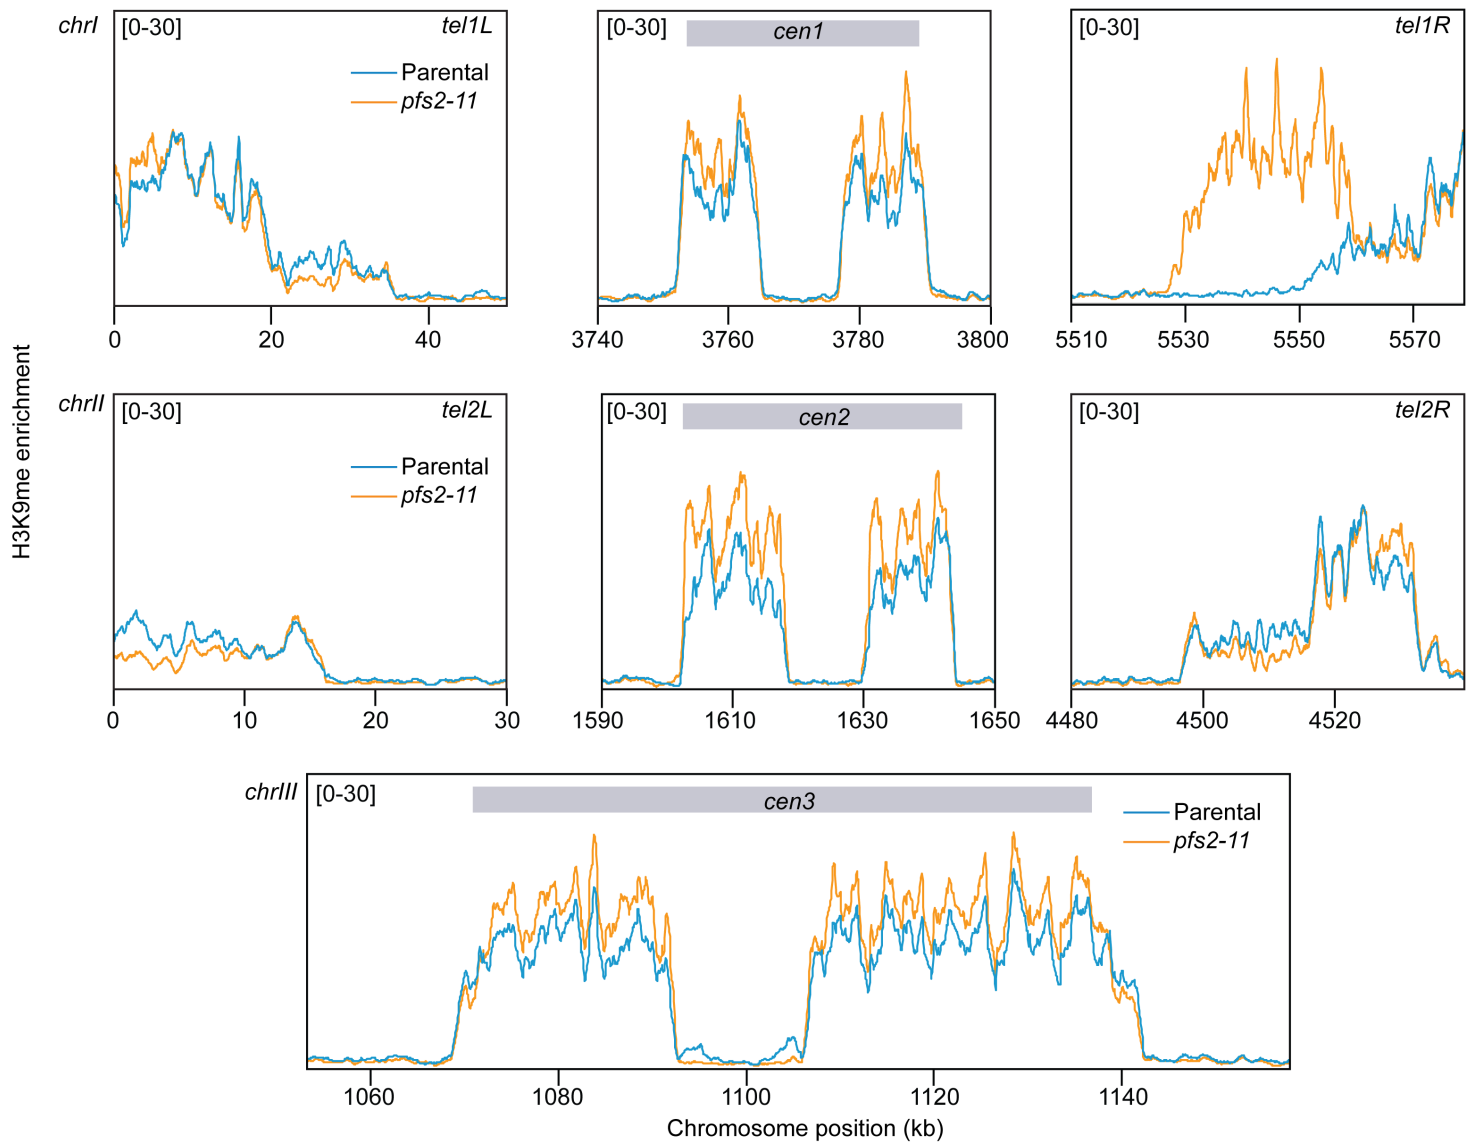 chrI
[0-30]
tel1L
Parental
pfs2-11
0
20
40
[0-30]
cen1
3740
3760
3780
3800
[0-30]
tel1R
5510
5530
5550
5570
H3K9me enrichment
chrII
[0-30]
tel2L
Parental
pfs2-11
0
10
20
30
[0-30]
cen2
1590
1610
1630
1650
[0-30]
tel2R
4480
4500
4520
chrIII
[0-30]
cen3
Parental
pfs2-11
1060
1080
1100
1120
1140
Chromosome position (kb)